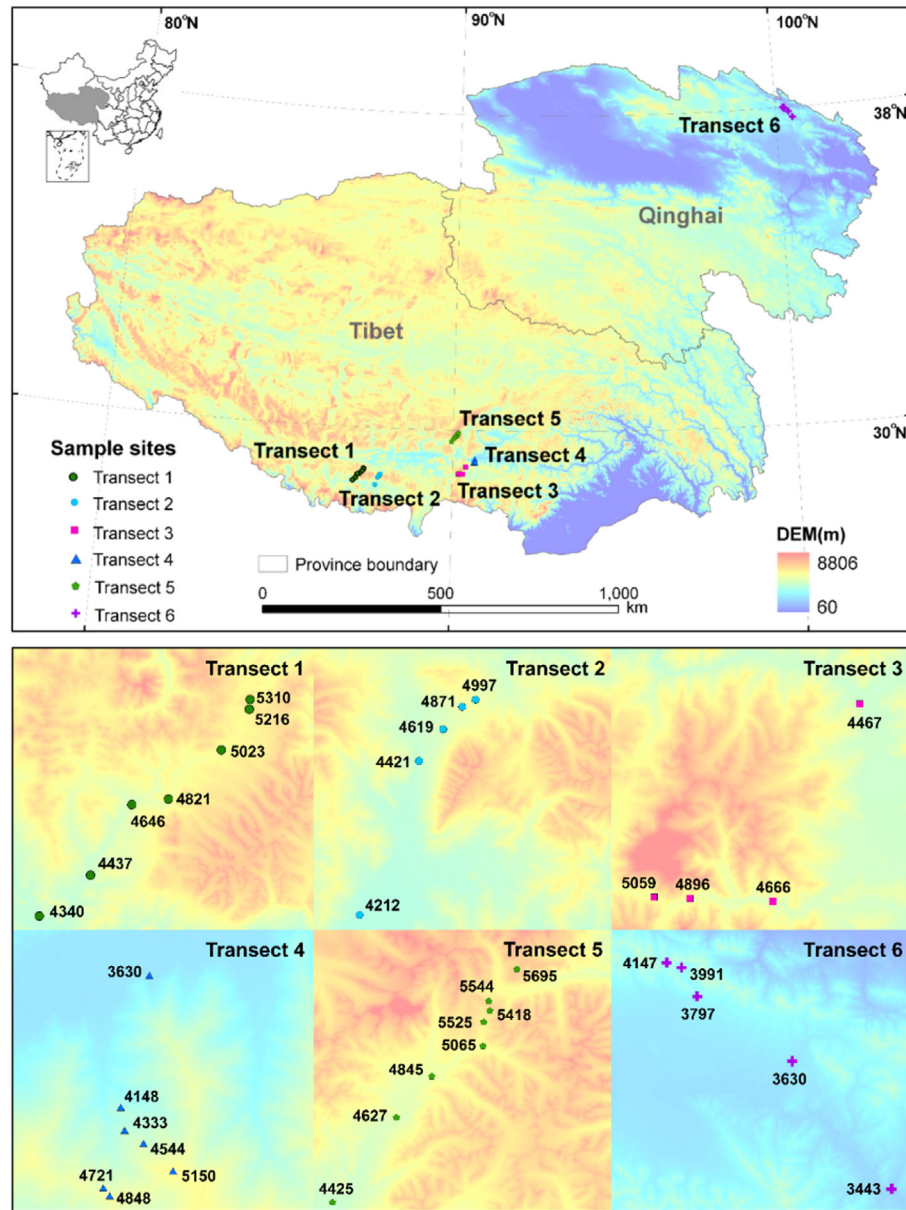 80°N
90°N
100°N
38°N
Transect 6
Qinghai
Tibet
Transect 5
30°N
Transect 1
Transect 4
Transect 2
Transect 3
Sample sites
Transect 1
Transect 2
Transect 3
Transect 4
Transect 5
Transect 6
Province boundary
0 500 1,000
km
DEM(m)
8806
60
80°N
90°N
100°N
Transect 1
5310
5216
5023
4821
4646
4437
4340
Transect 2
4997
4871
4619
4421
4212
Transect 3
4467
5059 4896 4666
Transect 4
3630
4148
4333
4544
4721 5150
4848
Transect 5
5695
5544
5418
5525
5065
4845
4627
4425
Transect 6
4147
3991
3797
3630
3443